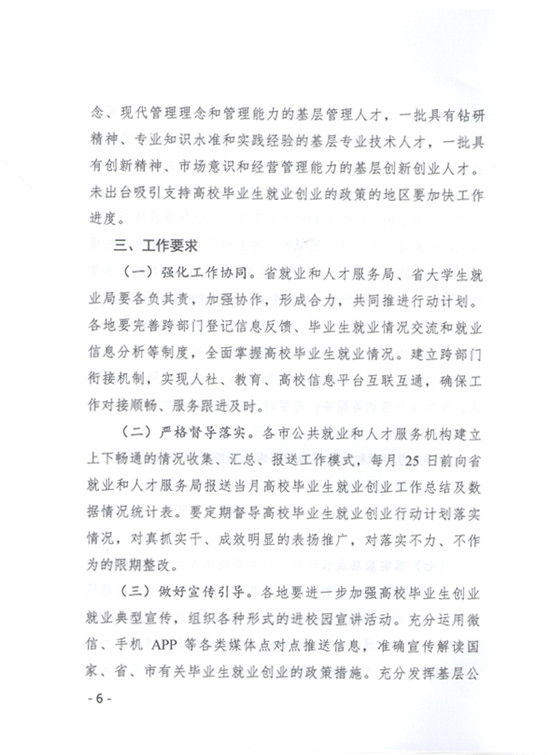 念、现代管理理念和管理能力的基层管理人才，一批具有钻研
精神、专业知识水准和实践经验的基层专业技术人才，一批具
有创新精神、市场意识和经营管理能力的基层创新创业人才。
未出台吸引支持高校毕业生就业创业的政策的地区要加快工作
进度。
三、工作要求
（一）强化工作协同。省就业和人才服务局、省大学生就
业局要各负其责，加强协作，形成合力，共同推进行动计划。
各地要完善跨部门登记信息反馈、毕业生就业情况交流和就业
信息分析等制度，全面掌握高校毕业生就业情况。建立跨部门
衔接机制，实现人社、教育、高校信息平台互联互通，确保工
作对接顺畅、服务跟进及时。
（二）严格督导落实。各市公共就业和人才服务机构建立
上下畅通的情况收集、汇总、报送工作模式，每月 25 日前向省
就业和人才服务局报送当月高校毕业生就业创业工作总结及数
据情况统计表。要定期督导高校毕业生就业创业行动计划落实
情况，对真抓实干、成效明显的表扬推广，对落实不力、不作
为的限期整改。
（三）做好宣传引导。各地要进一步加强高校毕业生创业
就业典型宣传，组织各种形式的进校园宣讲活动。充分运用微
信、手机 APP 等各类媒体点对点推送信息，准确宣传解读国
家、省、市有关毕业生就业创业的政策措施。充分发挥基层公
- 6 -